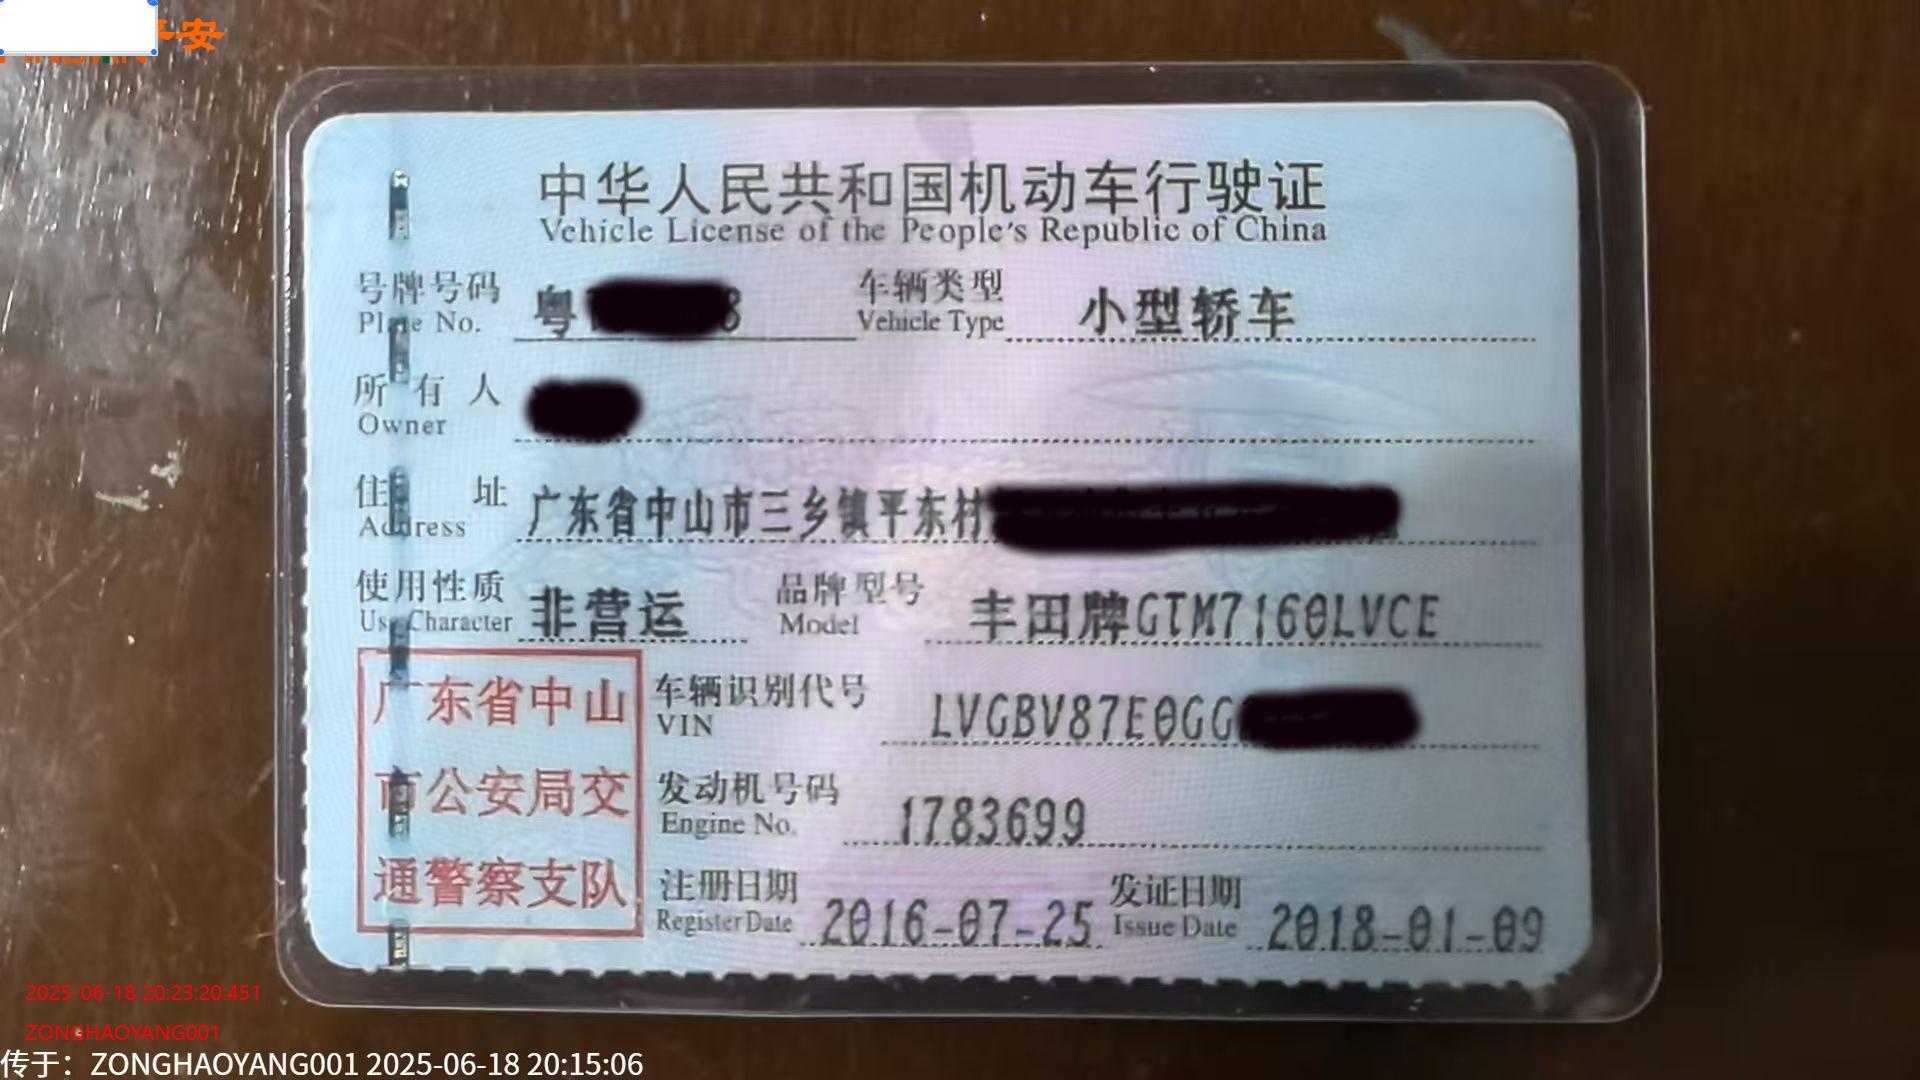 平安
中华人民共和国机动车行驶证
Vehicle License of the People's Republic of China
号牌号码 粤 8 车辆类型 小型轿车
Plate No. Vehicle Type
所有人
Owner
住址 广东省中山市三乡镇平东村
Address
使用性质 非营运 品牌型号 丰田牌GTM7160LVCE
Use Character Model
广东省中山
市公安局交
通警察支队
车辆识别代号 LVGBV87E0GG
VIN
发动机号码 1783699
Engine No.
注册日期 2016-07-25 发证日期 2018-01-09
Register Date Issue Date
2025-06-18 20:23:20:451
ZONGHAOYANG001
传于：ZONGHAOYANG001 2025-06-18 20:15:06